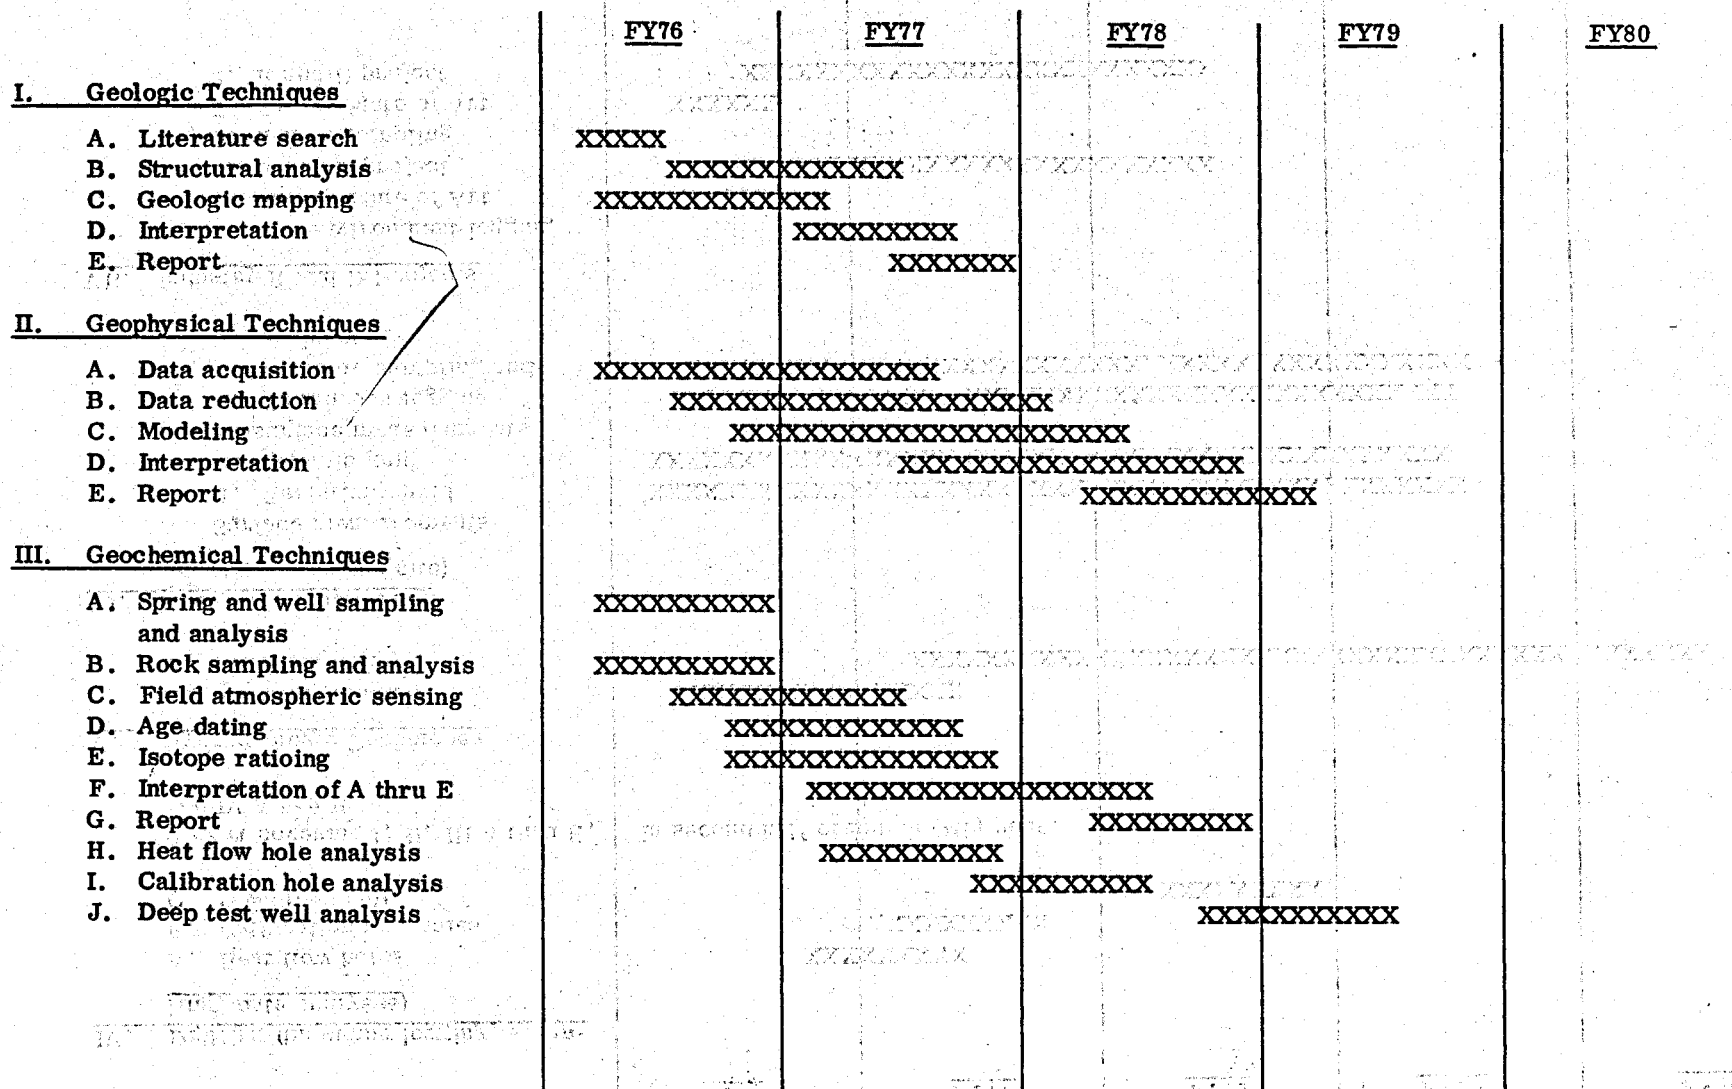 FY76 FY77 FY78 FY79 FY80
I. Geologic Techniques
A. Literature search XXXXX
B. Structural analysis XXXXXXXXXXXXX
C. Geologic mapping XXXXXXXXXXXXX
D. Interpretation XXXXXXXXX
E. Report XXXXXXX
II. Geophysical Techniques
A. Data acquisition XXXXXXXXXXXXXXXXXXX
B. Data reduction XXXXXXXXXXXXXXXXXXXXX
C. Modeling XXXXXXXXXXXXXXXXXXXXXX
D. Interpretation XXXXXXXXXXXXXXXXXXX
E. Report XXXXXXXXXXXXX
III. Geochemical Techniques
A. Spring and well sampling XXXXXXXXXX
and analysis
B. Rock sampling and analysis XXXXXXXXXX
C. Field atmospheric sensing XXXXXXXXXXXXX
D. Age dating XXXXXXXXXXXXX
E. Isotope ratioing XXXXXXXXXXXXXXX
F. Interpretation of A thru E XXXXXXXXXXXXXXXXXXX
G. Report XXXXXXXXX
H. Heat flow hole analysis XXXXXXXXXX
I. Calibration hole analysis XXXXXXXXXX
J. Deep test well analysis XXXXXXXXXXX